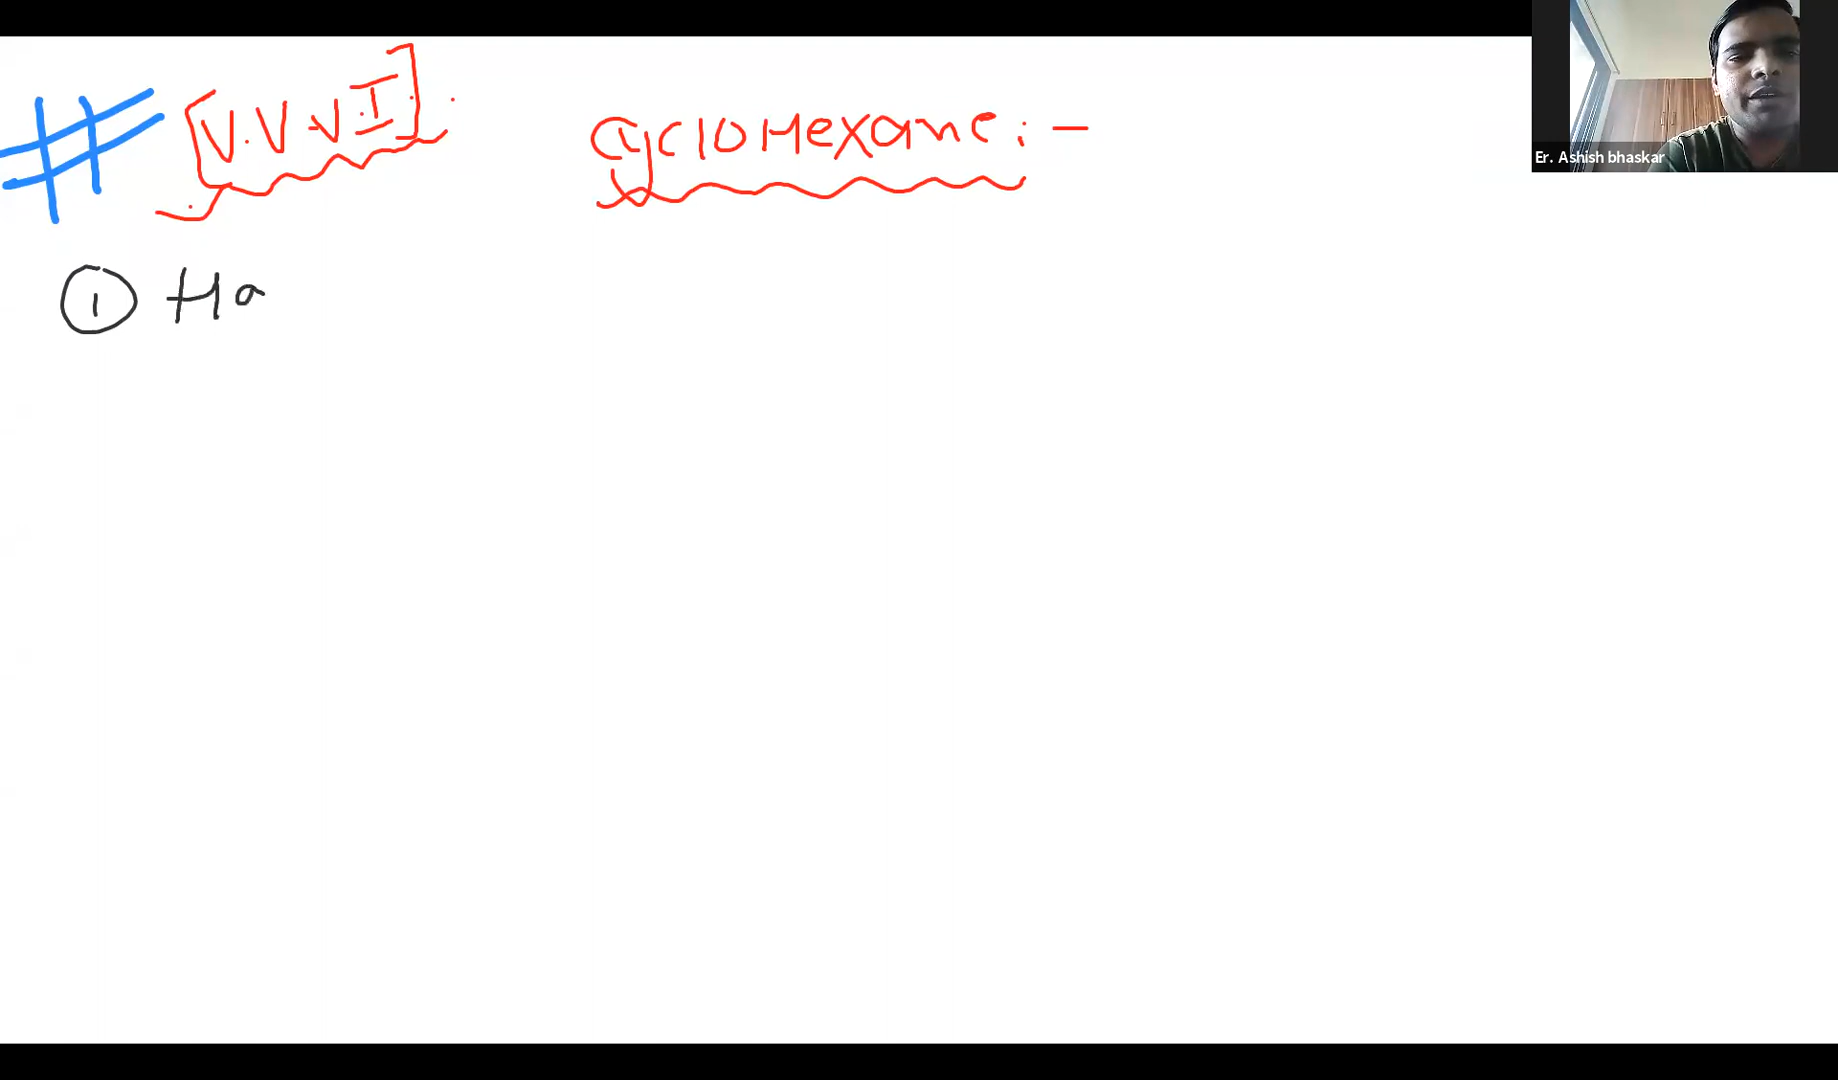 # [V.V.V.I]. CycloHexane :-
Er. Ashish bhaskar
① Ha